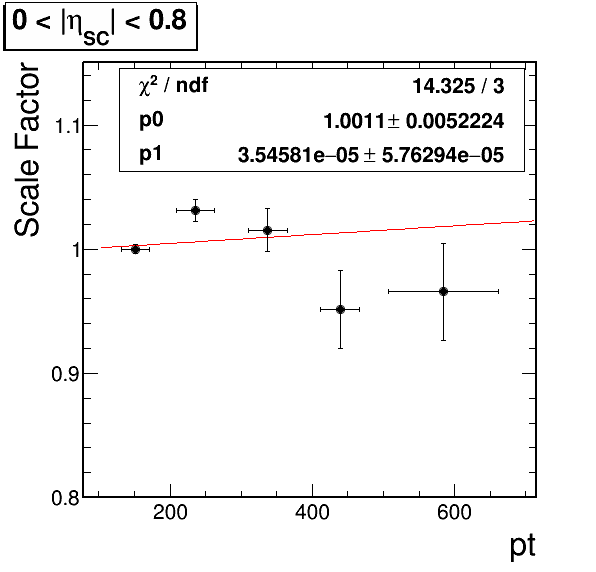 0 < |ηSC| < 0.8
Scale Factor
χ² / ndf 14.325 / 3
p0 1.0011± 0.0052224
p1 3.54581e−05 ± 5.76294e−05
1.1
1
0.9
0.8
200 400 600
pt